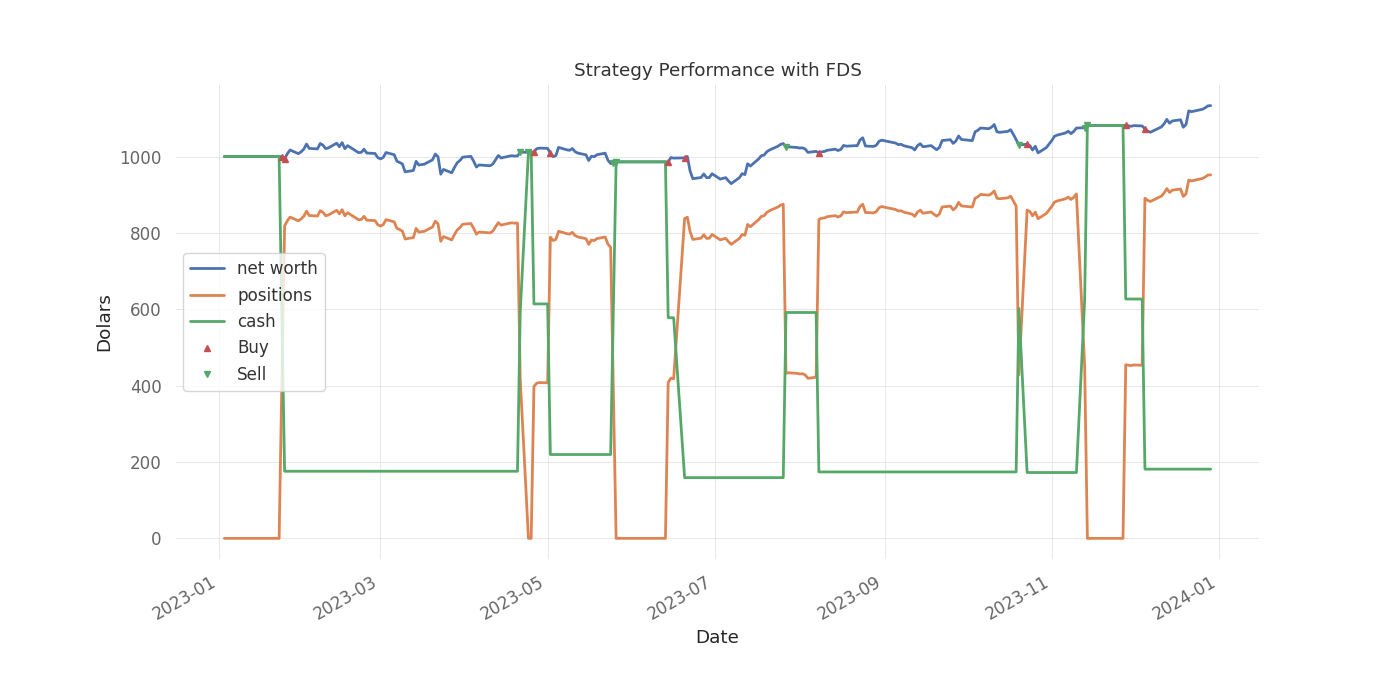 Strategy Performance with FDS
Dolars
1000
800
600
400
200
0
net worth
positions
cash
Buy
Sell
2023-01
2023-03
2023-05
2023-07
2023-09
2023-11
2024-01
Date